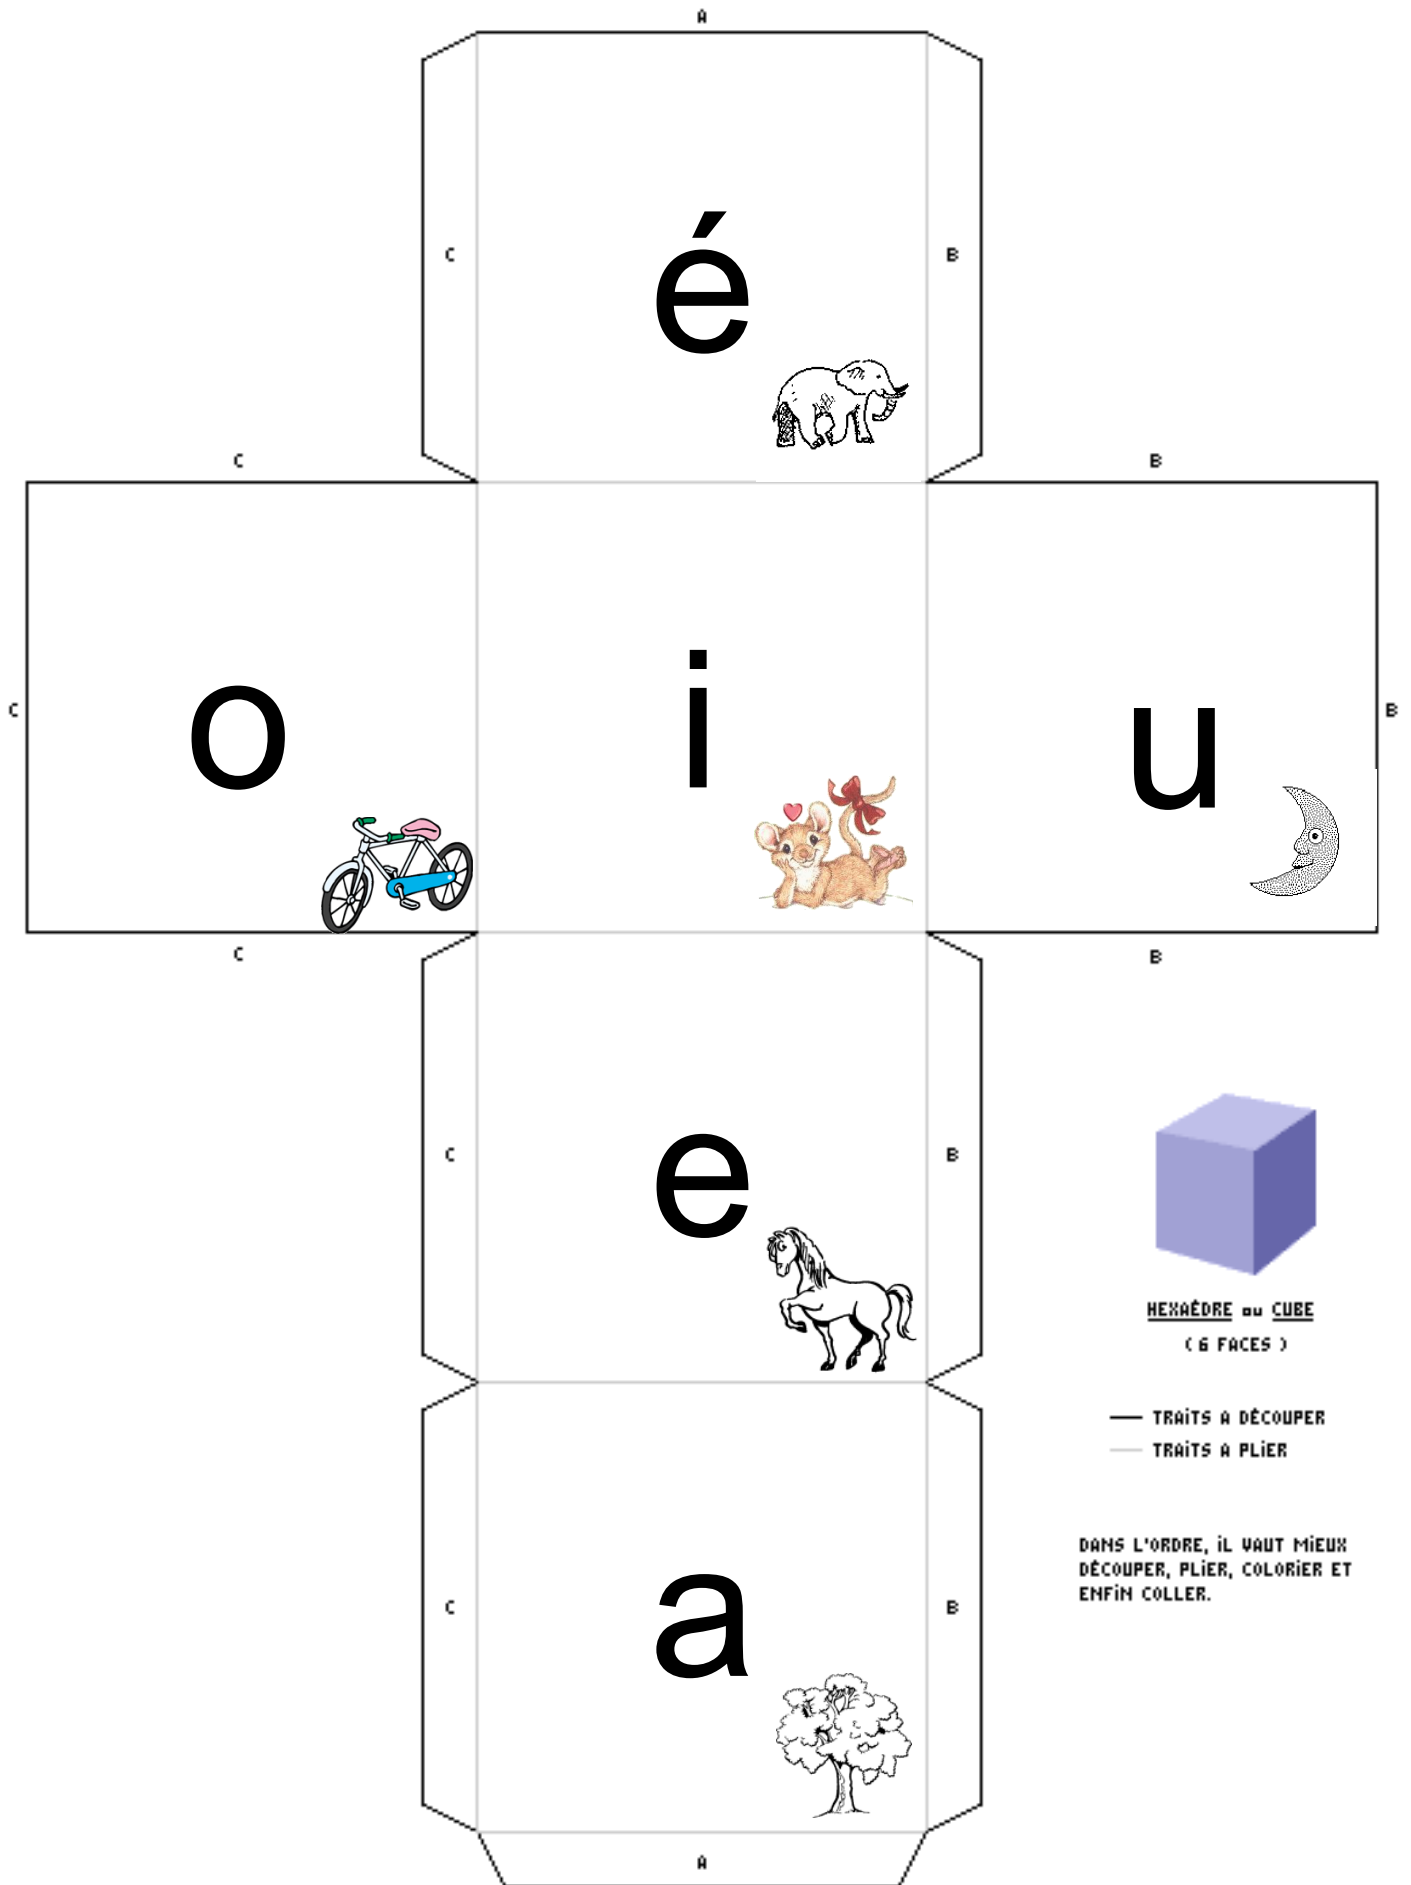 A
é
C
B
C
B
o
i
u
C
B
C
B
e
C
B
HEXAÈDRE ou CUBE
( 6 FACES )
TRAiTS A DÉCOUPER
TRAiTS A PLiER
DANS L'ORDRE, iL VAUT MiEUX
DÉCOUPER, PLiER, COLORiER ET
ENFiN COLLER.
a
C
B
A